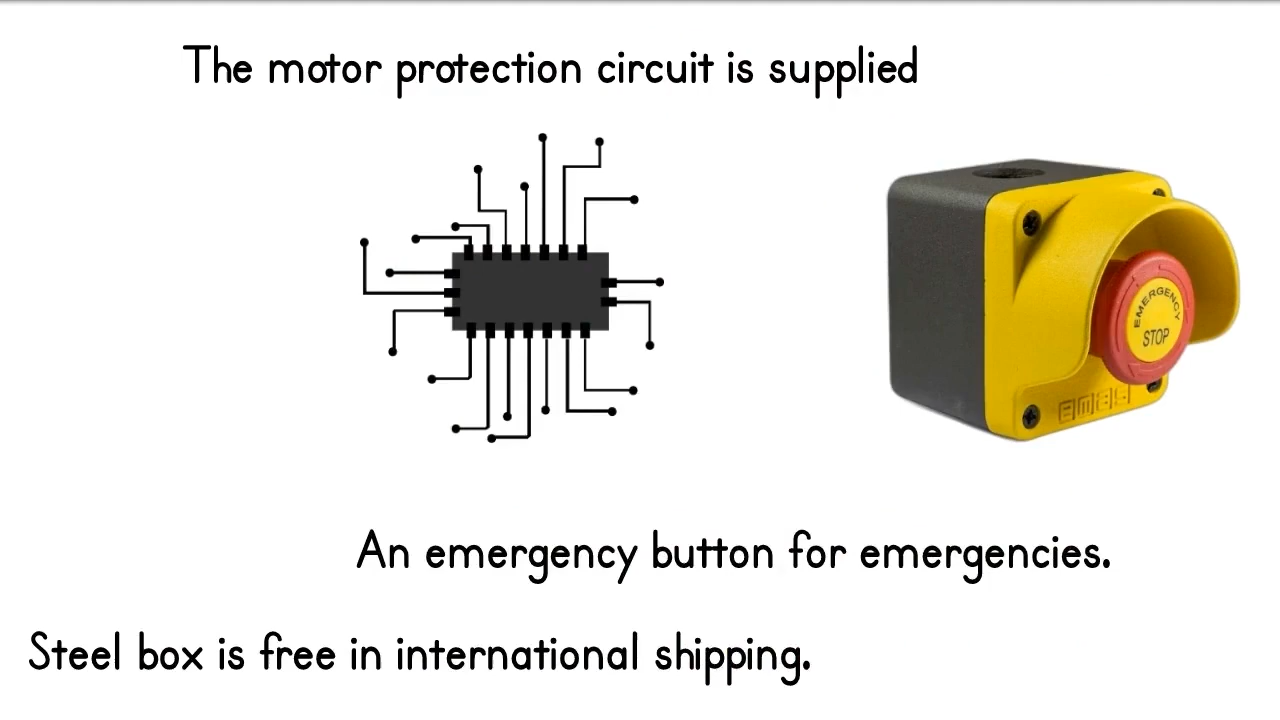 The motor protection circuit is supplied
EMERGENCY
STOP
emas
An emergency button for emergencies.
Steel box is free in international shipping.